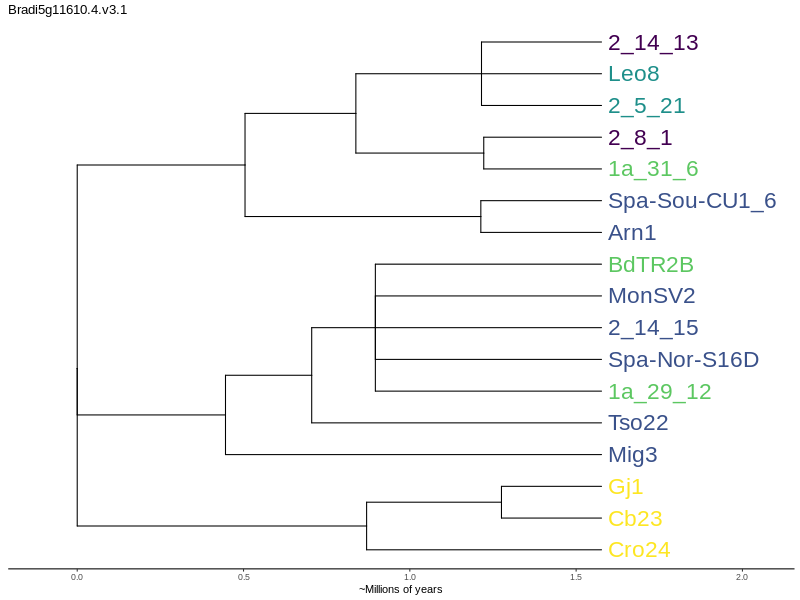 Bradi5g11610.4.v3.1
2_14_13
Leo8
2_5_21
2_8_1
1a_31_6
Spa-Sou-CU1_6
Arn1
BdTR2B
MonSV2
2_14_15
Spa-Nor-S16D
1a_29_12
Tso22
Mig3
Gj1
Cb23
Cro24
0.0 0.5 1.0 1.5 2.0
~Millions of years